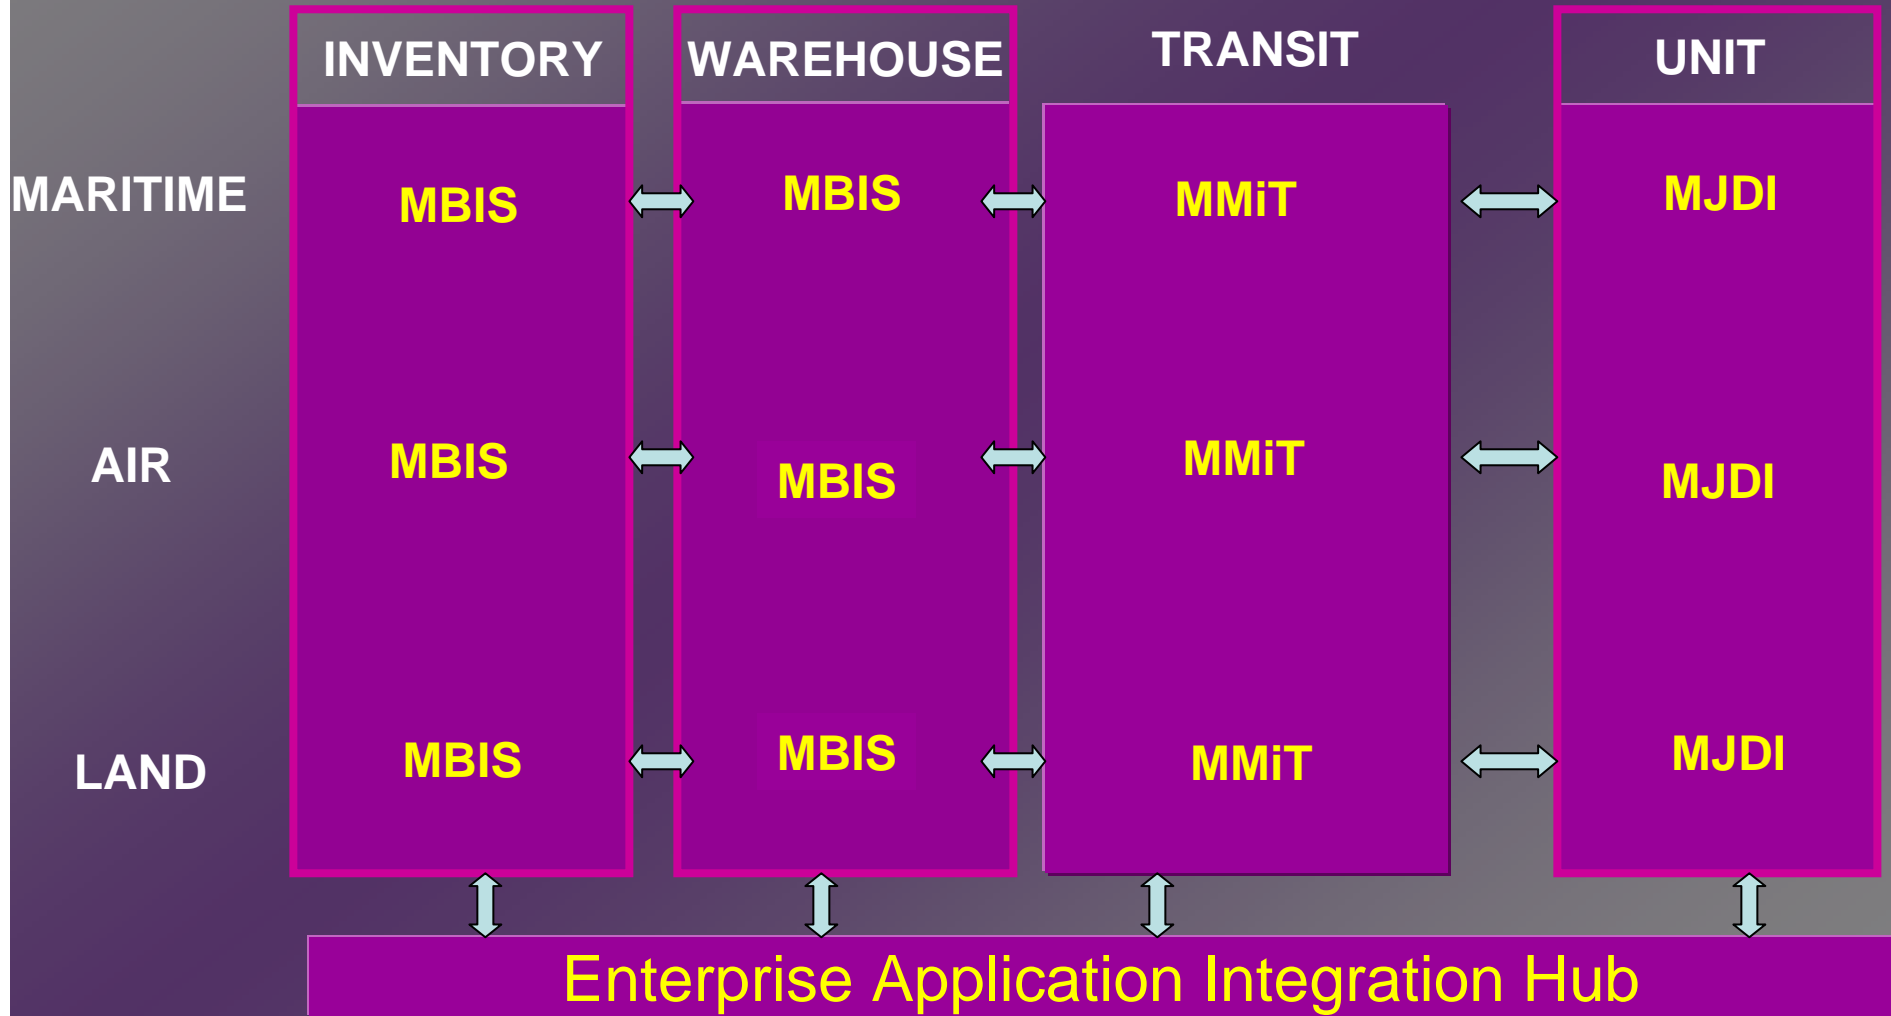 INVENTORY WAREHOUSE TRANSIT UNIT
MARITIME MBIS MBIS MMiT MJDI
AIR MBIS MBIS MMiT MJDI
LAND MBIS MBIS MMiT MJDI
Enterprise Application Integration Hub